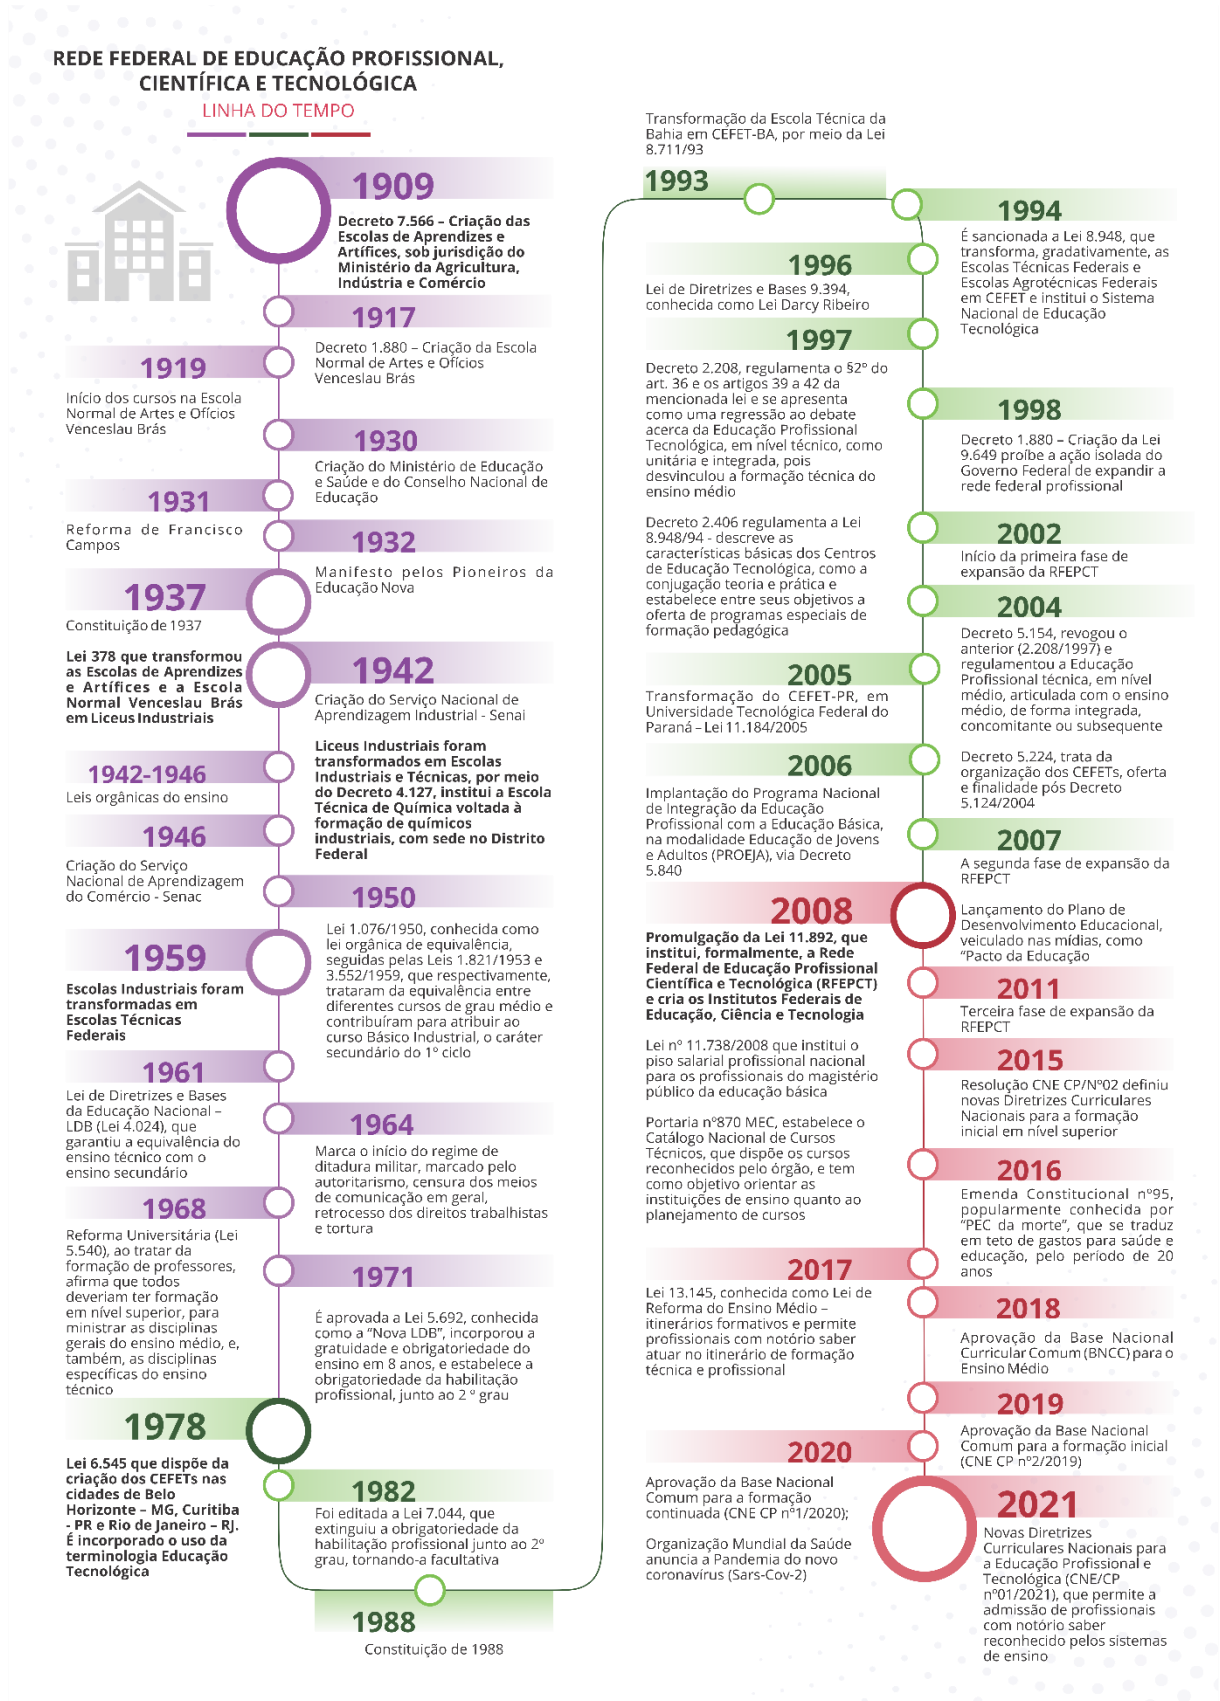 REDE FEDERAL DE EDUCAÇÃO PROFISSIONAL,
CIENTÍFICA E TECNOLÓGICA
LINHA DO TEMPO
1909
Decreto 7.566 – Criação das
Escolas de Aprendizes e
Artífices, sob jurisdição do
Ministério da Agricultura,
Indústria e Comércio
1917
Decreto 1.880 – Criação da Escola
Normal de Artes e Ofícios
Venceslau Brás
1919
Início dos cursos na Escola
Normal de Artes e Ofícios
Venceslau Brás
1930
Criação do Ministério de Educação
e Saúde e do Conselho Nacional de
Educação
1931
Reforma de Francisco
Campos
1932
Manifesto pelos Pioneiros da
Educação Nova
1937
Constituição de 1937
Lei 378 que transformou
as Escolas de Aprendizes
e Artífices e a Escola
Normal Venceslau Brás
em Liceus Industriais
1942
Criação do Serviço Nacional de
Aprendizagem Industrial - Senai
Liceus Industriais foram
transformados em Escolas
Industriais e Técnicas, por meio
do Decreto 4.127, institui a Escola
Técnica de Química voltada à
formação de químicos
industriais, com sede no Distrito
Federal
1942-1946
Leis orgânicas do ensino
1946
Criação do Serviço
Nacional de Aprendizagem
do Comércio - Senac
1950
Lei 1.076/1950, conhecida como
lei orgânica de equivalência,
seguidas pelas Leis 1.821/1953 e
3.552/1959, que respectivamente,
trataram da equivalência entre
diferentes cursos de grau médio e
contribuíram para atribuir ao
curso Básico Industrial, o caráter
secundário do 1º ciclo
1959
Escolas Industriais foram
transformadas em
Escolas Técnicas
Federais
1961
Lei de Diretrizes e Bases
da Educação Nacional –
LDB (Lei 4.024), que
garantiu a equivalência do
ensino técnico com o
ensino secundário
1964
Marca o início do regime de
ditadura militar, marcado pelo
autoritarismo, censura dos meios
de comunicação em geral,
retrocesso dos direitos trabalhistas
e tortura
1968
Reforma Universitária (Lei
5.540), ao tratar da
formação de professores,
afirma que todos
deveriam ter formação
em nível superior, para
ministrar as disciplinas
gerais do ensino médio, e,
também, as disciplinas
específicas do ensino
técnico
1971
É aprovada a Lei 5.692, conhecida
como a “Nova LDB”, incorporou a
gratuidade e obrigatoriedade do
ensino em 8 anos, e estabelece a
obrigatoriedade da habilitação
profissional, junto ao 2 º grau
1978
Lei 6.545 que dispõe da
criação dos CEFETs nas
cidades de Belo
Horizonte – MG, Curitiba
- PR e Rio de Janeiro – RJ.
É incorporado o uso da
terminologia Educação
Tecnológica
1982
Foi editada a Lei 7.044, que
extinguiu a obrigatoriedade da
habilitação profissional junto ao 2º
grau, tornando-a facultativa
1988
Constituição de 1988
Transformação da Escola Técnica da
Bahia em CEFET-BA, por meio da Lei
8.711/93
1993
1994
É sancionada a Lei 8.948, que
transforma, gradativamente, as
Escolas Técnicas Federais e
Escolas Agrotécnicas Federais
em CEFET e institui o Sistema
Nacional de Educação
Tecnológica
1996
Lei de Diretrizes e Bases 9.394,
conhecida como Lei Darcy Ribeiro
1997
Decreto 2.208, regulamenta o §2º do
art. 36 e os artigos 39 a 42 da
mencionada lei e se apresenta
como uma regressão ao debate
acerca da Educação Profissional
Tecnológica, em nível técnico, como
unitária e integrada, pois
desvinculou a formação técnica do
ensino médio
Decreto 2.406 regulamenta a Lei
8.948/94 - descreve as
características básicas dos Centros
de Educação Tecnológica, como a
conjugação teoria e prática e
estabelece entre seus objetivos a
oferta de programas especiais de
formação pedagógica
1998
Decreto 1.880 – Criação da Lei
9.649 proíbe a ação isolada do
Governo Federal de expandir a
rede federal profissional
2002
Início da primeira fase de
expansão da RFEPCT
2004
Decreto 5.154, revogou o
anterior (2.208/1997) e
regulamentou a Educação
Profissional técnica, em nível
médio, articulada com o ensino
médio, de forma integrada,
concomitante ou subsequente
Decreto 5.224, trata da
organização dos CEFETs, oferta
e finalidade pós Decreto
5.124/2004
2005
Transformação do CEFET-PR, em
Universidade Tecnológica Federal do
Paraná – Lei 11.184/2005
2006
Implantação do Programa Nacional
de Integração da Educação
Profissional com a Educação Básica,
na modalidade Educação de Jovens
e Adultos (PROEJA), via Decreto
5.840
2007
A segunda fase de expansão da
RFEPCT
Lançamento do Plano de
Desenvolvimento Educacional,
veiculado nas mídias, como
“Pacto da Educação
2008
Promulgação da Lei 11.892, que
institui, formalmente, a Rede
Federal de Educação Profissional
Científica e Tecnológica (RFEPCT)
e cria os Institutos Federais de
Educação, Ciência e Tecnologia
Lei nº 11.738/2008 que institui o
piso salarial profissional nacional
para os profissionais do magistério
público da educação básica
Portaria nº870 MEC, estabelece o
Catálogo Nacional de Cursos
Técnicos, que dispõe os cursos
reconhecidos pelo órgão, e tem
como objetivo orientar as
instituições de ensino quanto ao
planejamento de cursos
2011
Terceira fase de expansão da
RFEPCT
2015
Resolução CNE CP/Nº02 definiu
novas Diretrizes Curriculares
Nacionais para a formação
inicial em nível superior
2016
Emenda Constitucional nº95,
popularmente conhecida por
“PEC da morte”, que se traduz
em teto de gastos para saúde e
educação, pelo período de 20
anos
2017
Lei 13.145, conhecida como Lei de
Reforma do Ensino Médio –
itinerários formativos e permite
profissionais com notório saber
atuar no itinerário de formação
técnica e profissional
2018
Aprovação da Base Nacional
Curricular Comum (BNCC) para o
Ensino Médio
2019
Aprovação da Base Nacional
Comum para a formação inicial
(CNE CP nº2/2019)
2020
Aprovação da Base Nacional
Comum para a formação
continuada (CNE CP nº1/2020);
Organização Mundial da Saúde
anuncia a Pandemia do novo
coronavírus (Sars-Cov-2)
2021
Novas Diretrizes
Curriculares Nacionais para
a Educação Profissional e
Tecnológica (CNE/CP
nº01/2021), que permite a
admissão de profissionais
com notório saber
reconhecido pelos sistemas
de ensino